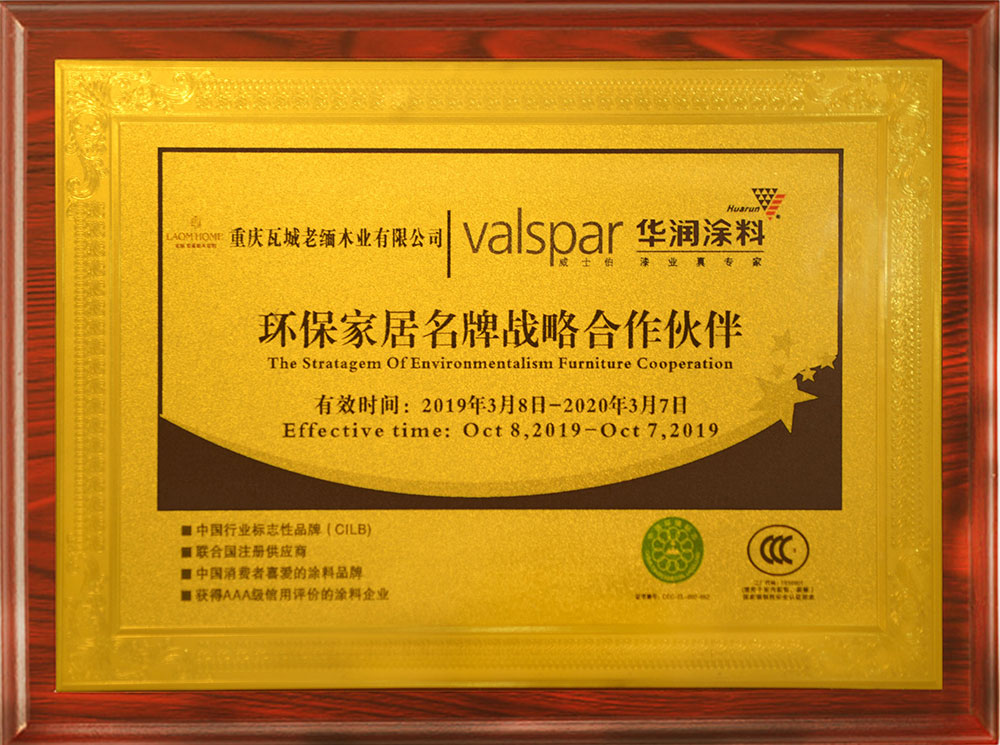 LAOM HOME
重庆瓦城老缅木业有限公司
valspar
威士伯
Huarun
华润涂料
漆业真专家
环保家居名牌战略合作伙伴
The Stratagem Of Environmentalism Furniture Cooperation
有效时间：2019年3月8日-2020年3月7日
Effective time: Oct 8,2019-Oct 7,2019
■ 中国行业标志性品牌（CILB)
■ 联合国注册供应商
■ 中国消费者喜爱的涂料品牌
■ 获得AAA级信用评价的涂料企业
CCC